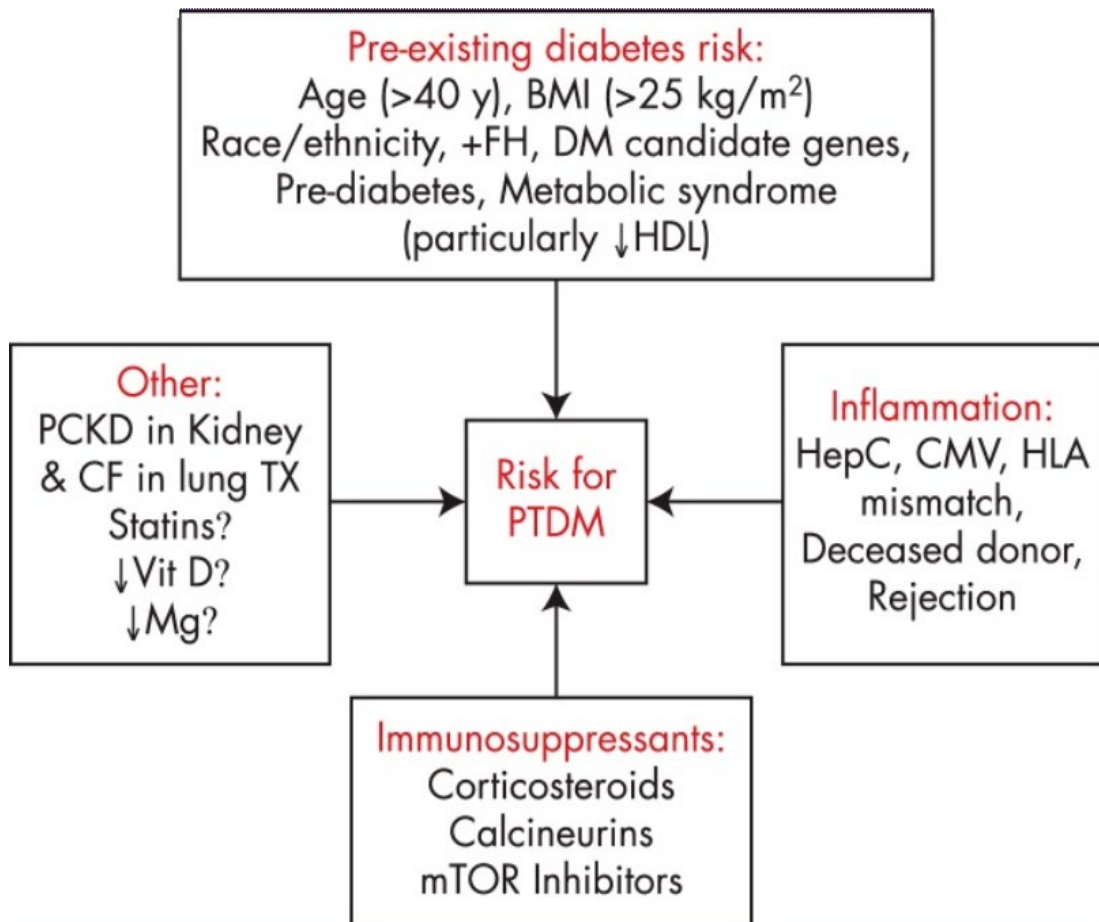 Pre-existing diabetes risk:
Age (>40 y), BMI (>25 kg/m²)
Race/ethnicity, +FH, DM candidate genes,
Pre-diabetes, Metabolic syndrome
(particularly ↓HDL)
Other:
PCKD in Kidney
& CF in lung TX
Statins?
↓Vit D?
↓Mg?
Risk for
PTDM
Inflammation:
HepC, CMV, HLA
mismatch,
Deceased donor,
Rejection
Immunosuppressants:
Corticosteroids
Calcineurins
mTOR Inhibitors